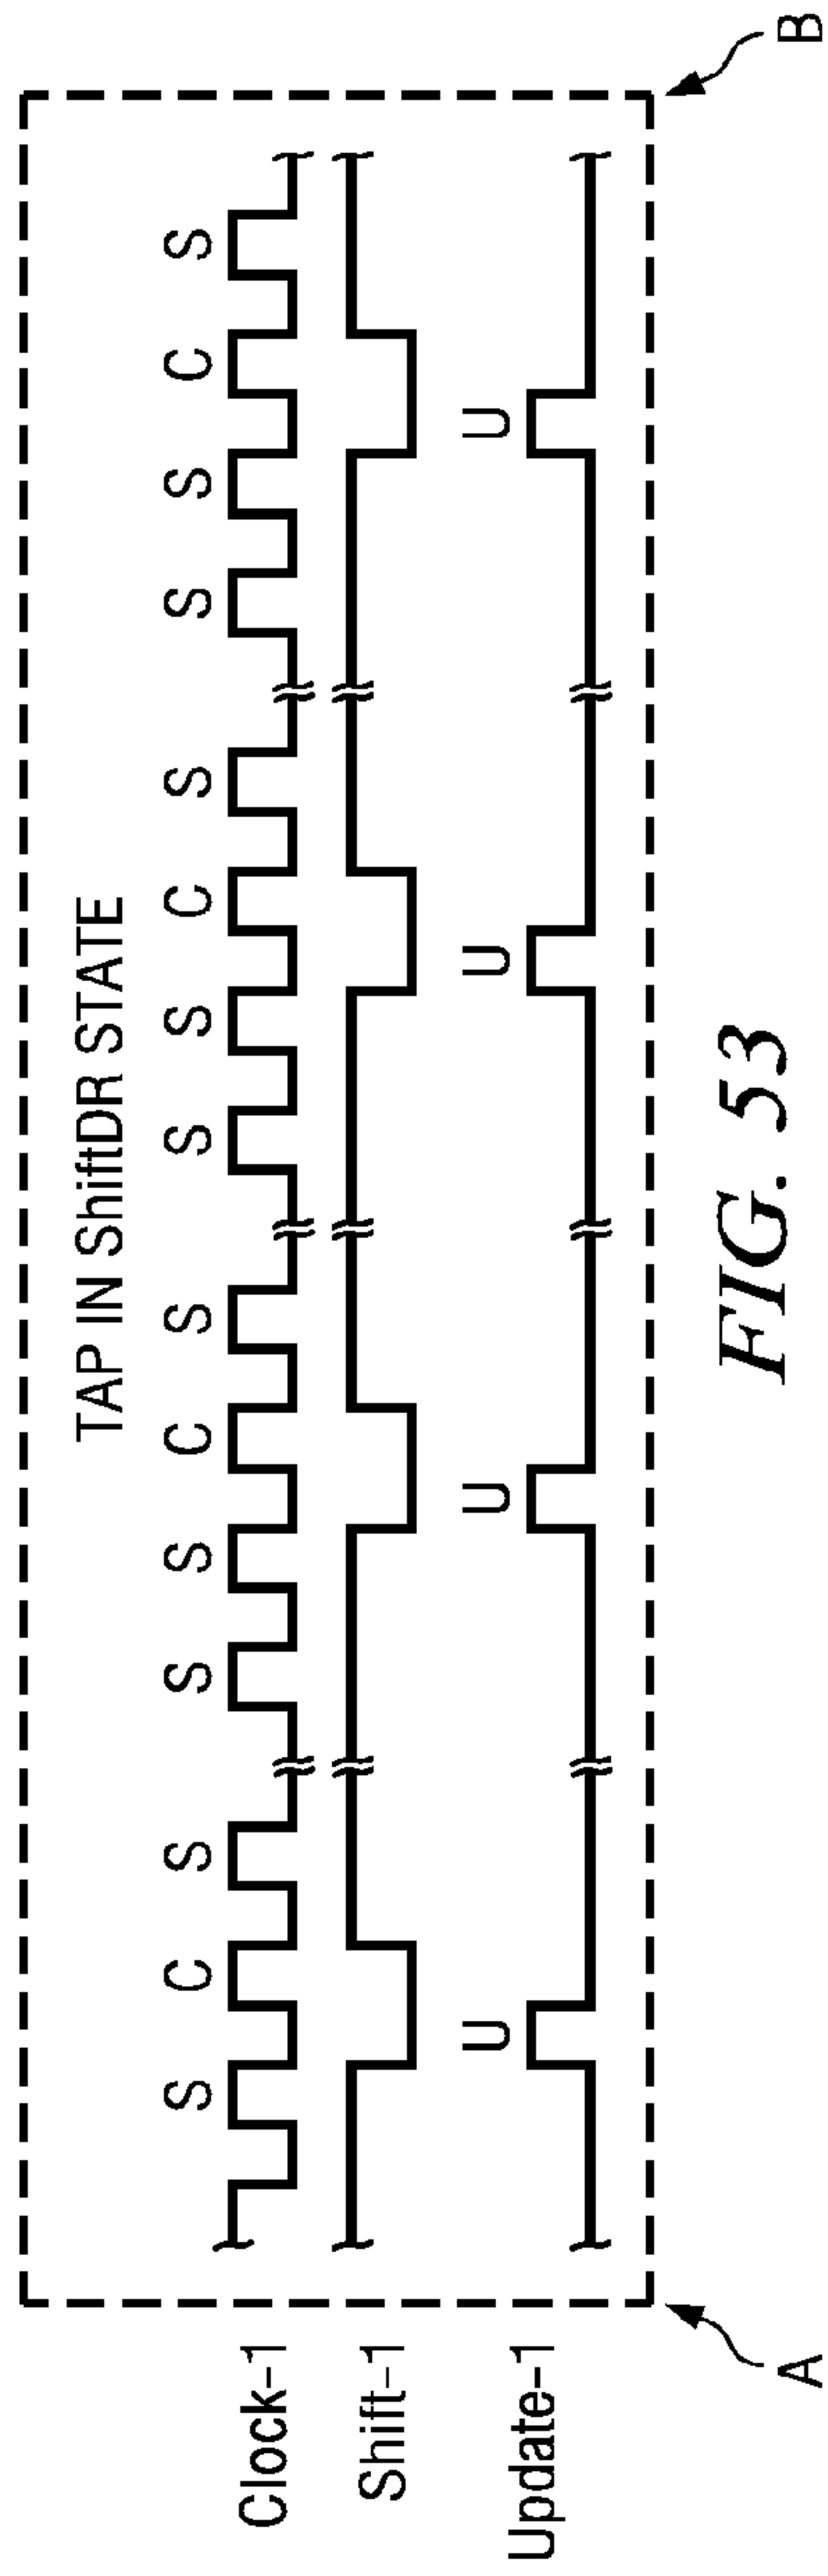 TAP IN ShiftDR STATE
S C S S S C S S S C S S S C S
Clock-1
Shift-1
U U U U
Update-1
A B
FIG. 53